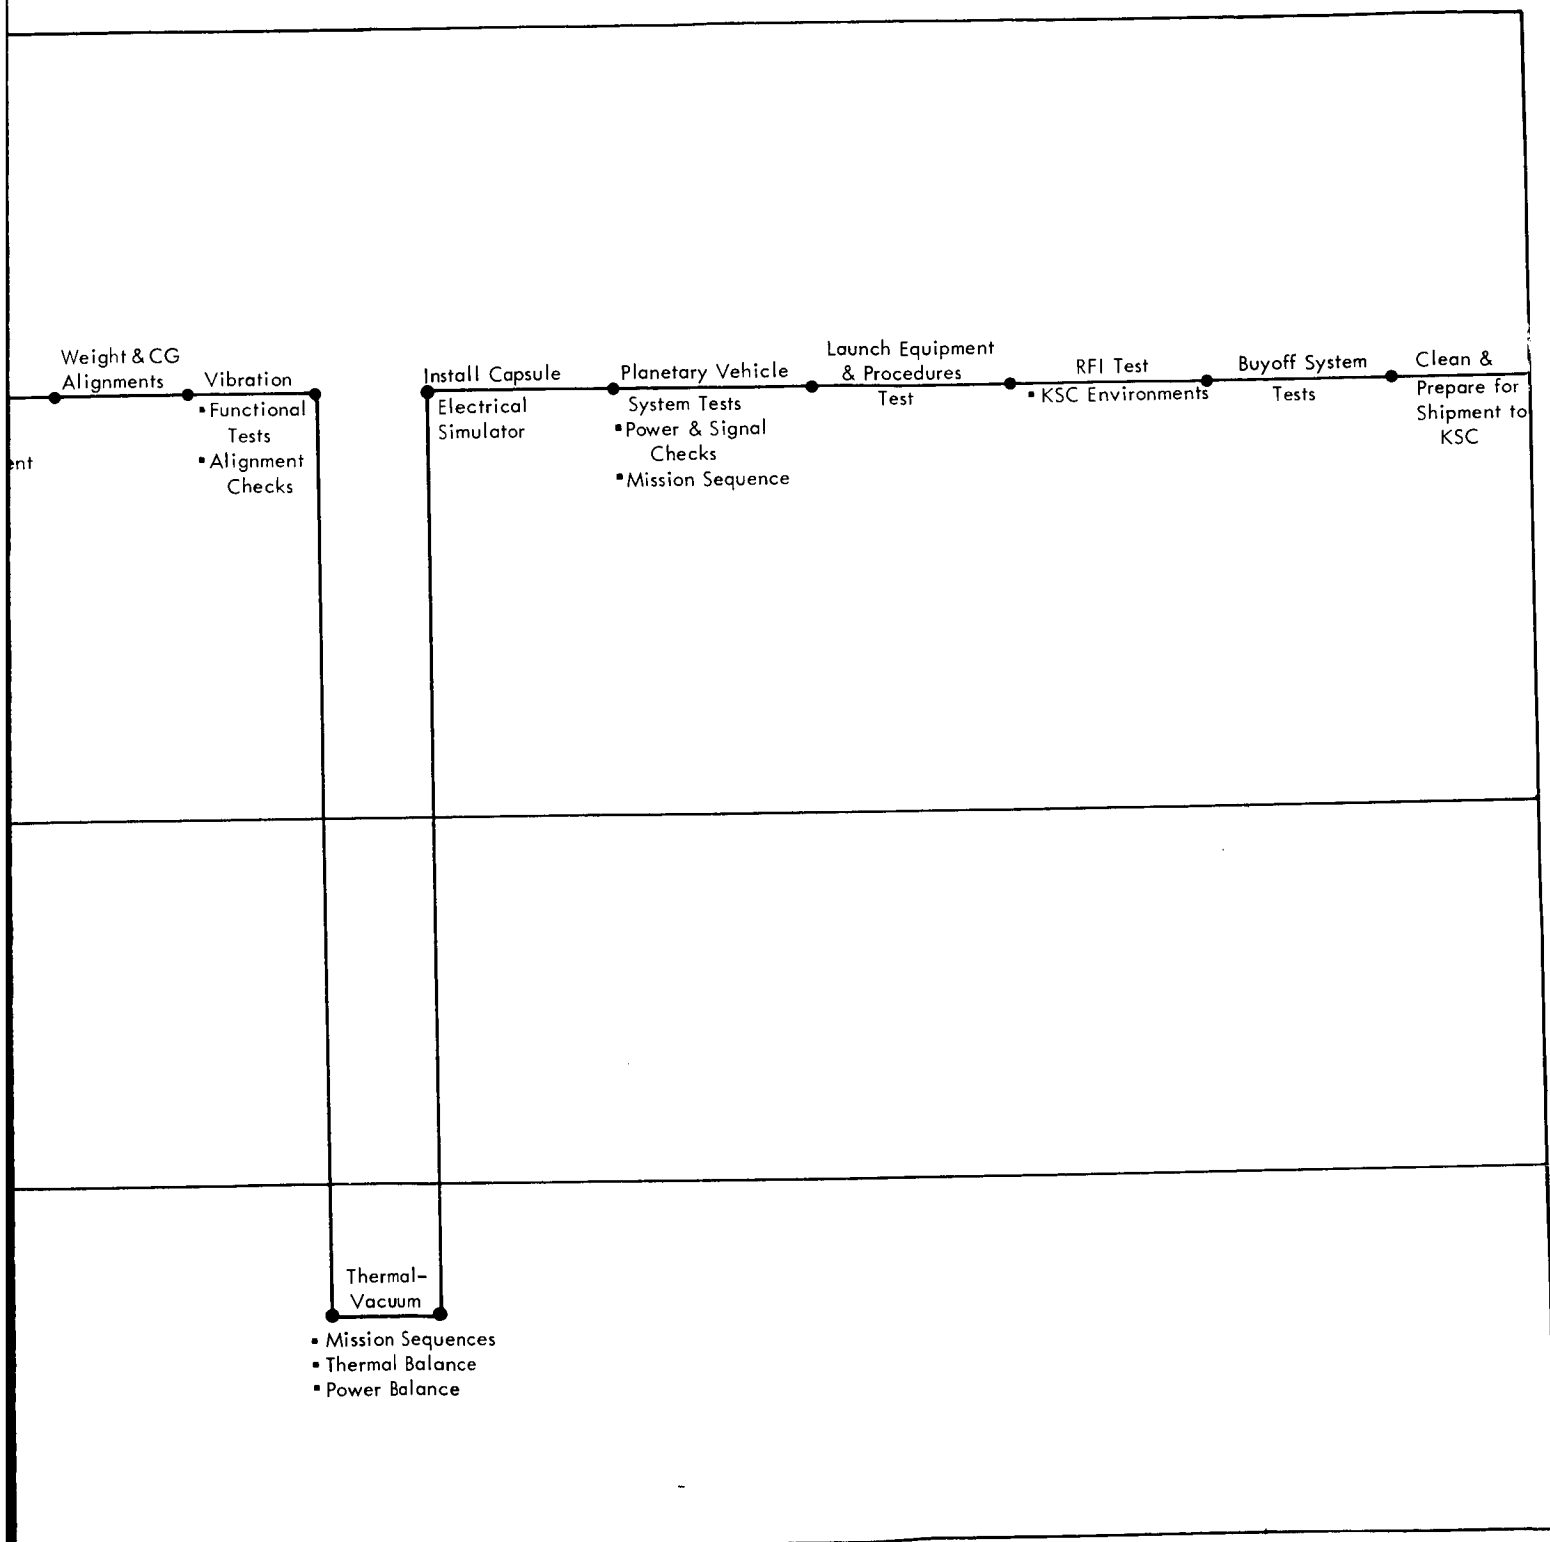 Weight & CG
Alignments
Vibration
▪ Functional
Tests
▪ Alignment
Checks
Install Capsule
Electrical
Simulator
Planetary Vehicle
System Tests
▪ Power & Signal
Checks
▪ Mission Sequence
Launch Equipment
& Procedures
Test
RFI Test
▪ KSC Environments
Buyoff System
Tests
Clean &
Prepare for
Shipment to
KSC
Thermal-
Vacuum
▪ Mission Sequences
▪ Thermal Balance
▪ Power Balance